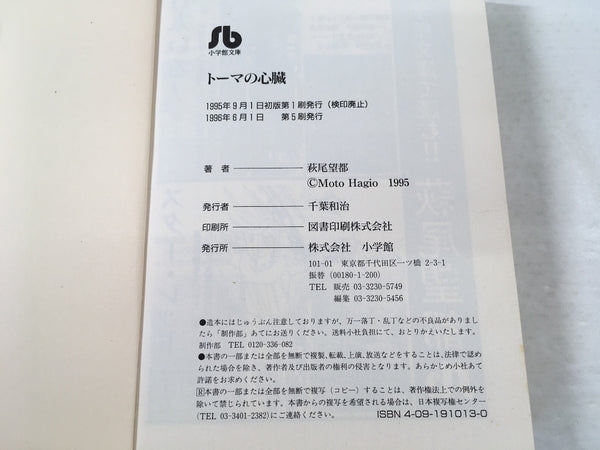 sb
小学館文庫
トーマの心臓
1995年9月1日初版第1刷発行(検印廃止)
1996年6月1日 第5刷発行
著者 萩尾望都
©Moto Hagio 1995
発行者 千葉和治
印刷所 図書印刷株式会社
発行所 株式会社 小学館
101-01 東京都千代田区一ツ橋 2-3-1
振替 (00180-1-200)
TEL 販売 03-3230-5749
編集 03-3230-5456
●造本にはじゅうぶん注意しておりますが、万一落丁・乱丁などの不良品がありまし
たら「制作部」あてにお送りください。送料小社負担にて、おとりかえいたします。
制作部 TEL 0120-336-082
●本書の一部または全部を無断で複製、転載、上演、放送などをすることは、法律で認め
られた場合を除き、著作者及び出版者の権利の侵害となります。あらかじめ小社あて
許諾をお求めください。
Ⓡ本書の一部または全部を無断で複写(コピー)することは、著作権法上での例外を
除いて禁じられています。本書からの複写を希望される場合は、日本複写権センター
(TEL 03-3401-2382)にご連絡ください。
ISBN 4-09-191013-0